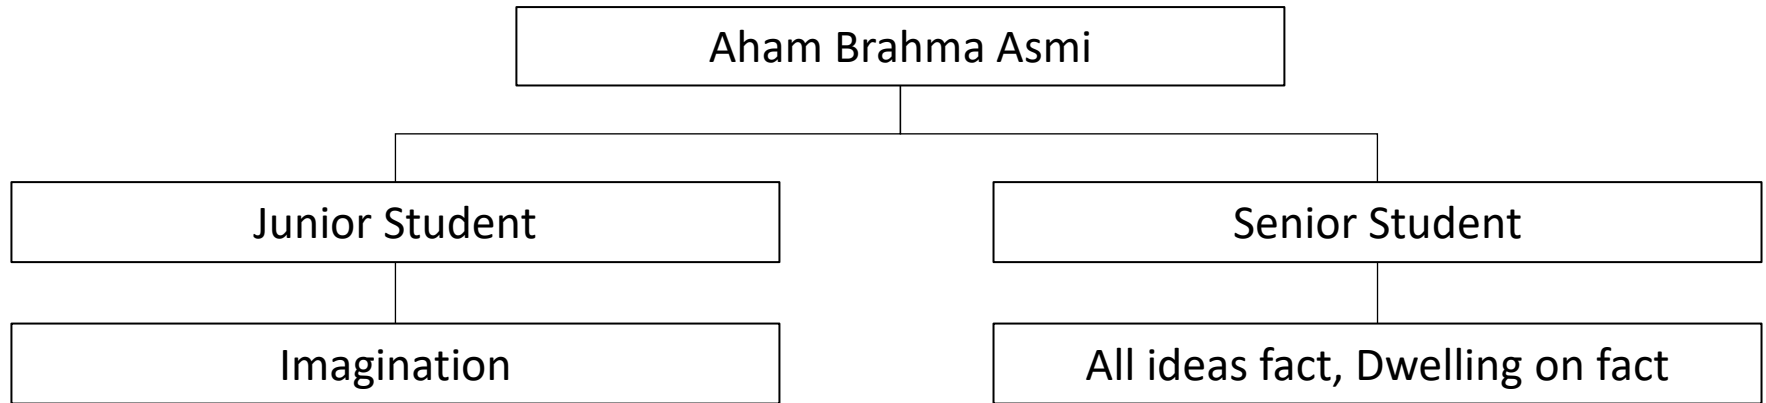 Aham Brahma Asmi
Junior Student
Senior Student
Imagination
All ideas fact, Dwelling on fact